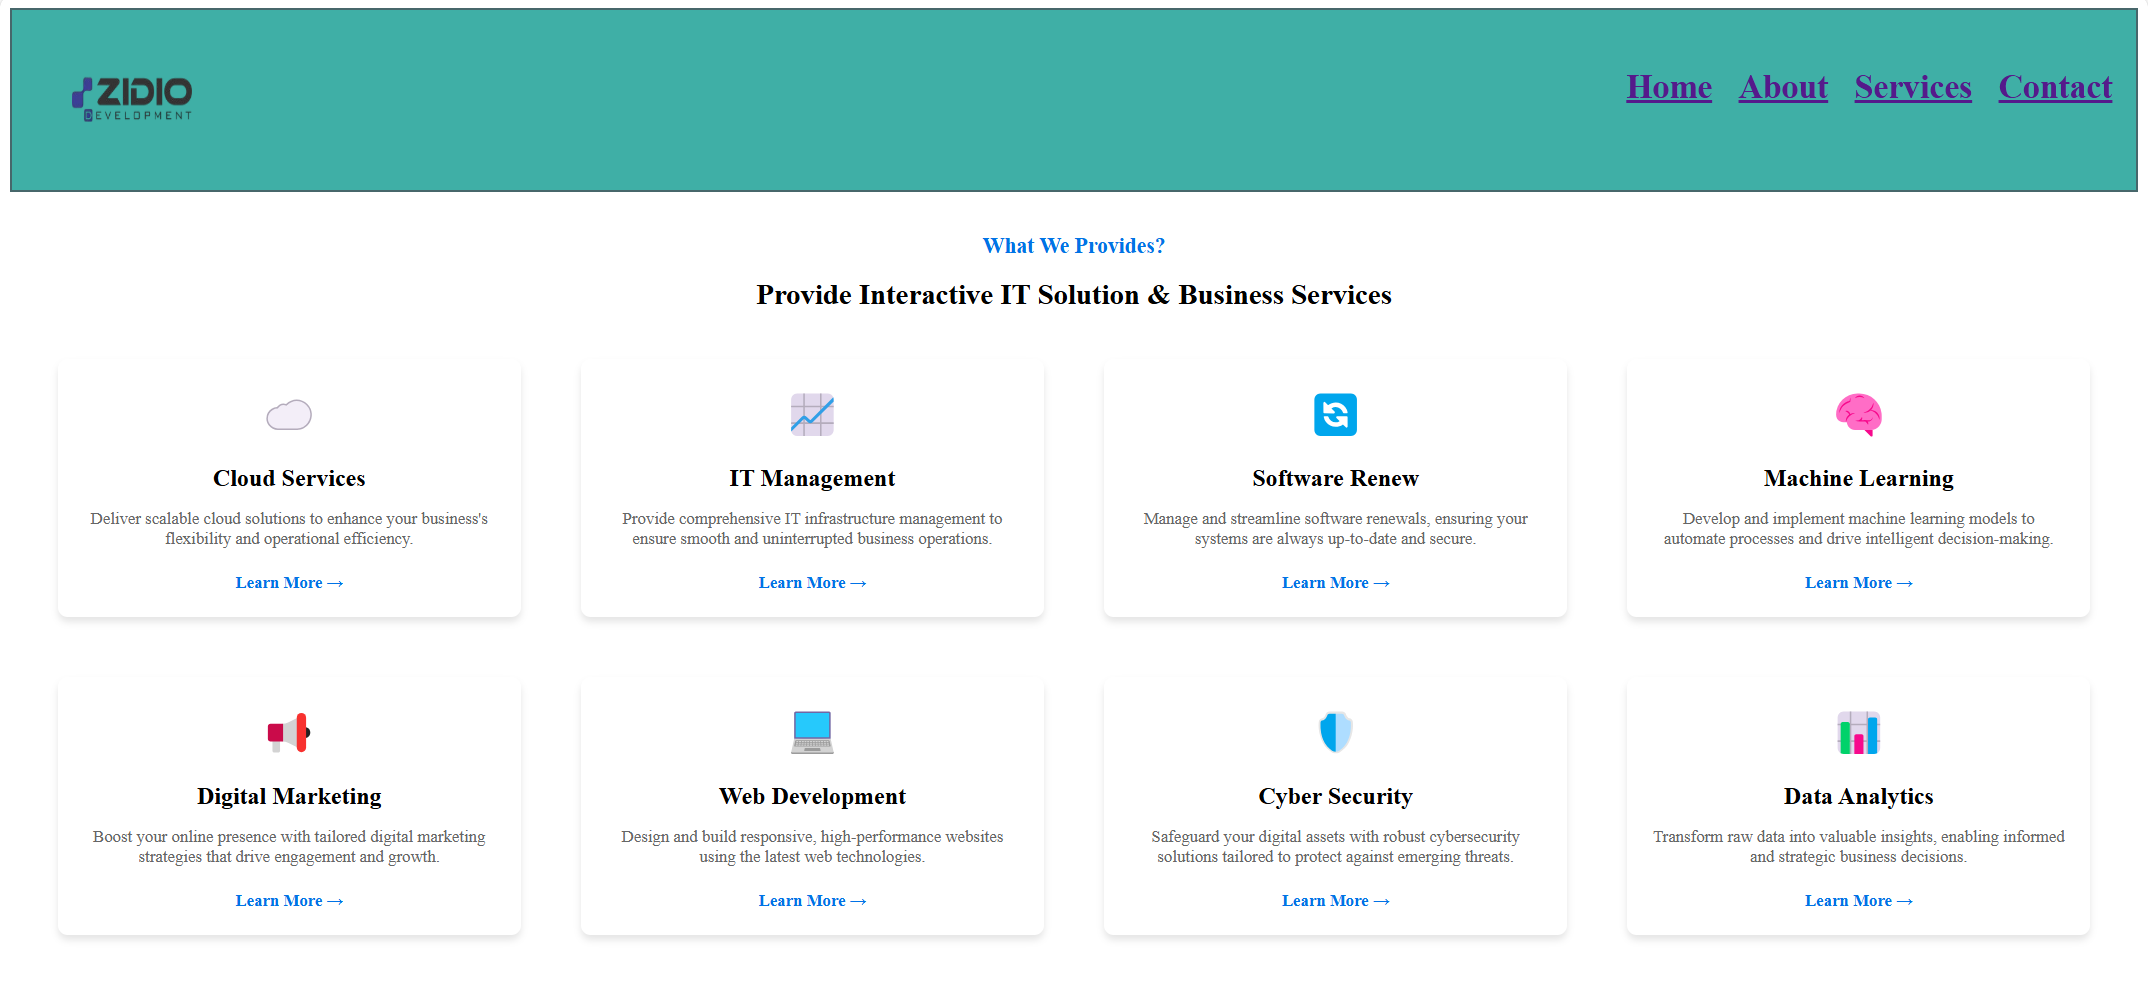 ZIDIO
DEVELOPMENT
Home About Services Contact
What We Provides?
Provide Interactive IT Solution & Business Services
Cloud Services
Deliver scalable cloud solutions to enhance your business's
flexibility and operational efficiency.
Learn More →
IT Management
Provide comprehensive IT infrastructure management to
ensure smooth and uninterrupted business operations.
Learn More →
Software Renew
Manage and streamline software renewals, ensuring your
systems are always up-to-date and secure.
Learn More →
Machine Learning
Develop and implement machine learning models to
automate processes and drive intelligent decision-making.
Learn More →
Digital Marketing
Boost your online presence with tailored digital marketing
strategies that drive engagement and growth.
Learn More →
Web Development
Design and build responsive, high-performance websites
using the latest web technologies.
Learn More →
Cyber Security
Safeguard your digital assets with robust cybersecurity
solutions tailored to protect against emerging threats.
Learn More →
Data Analytics
Transform raw data into valuable insights, enabling informed
and strategic business decisions.
Learn More →